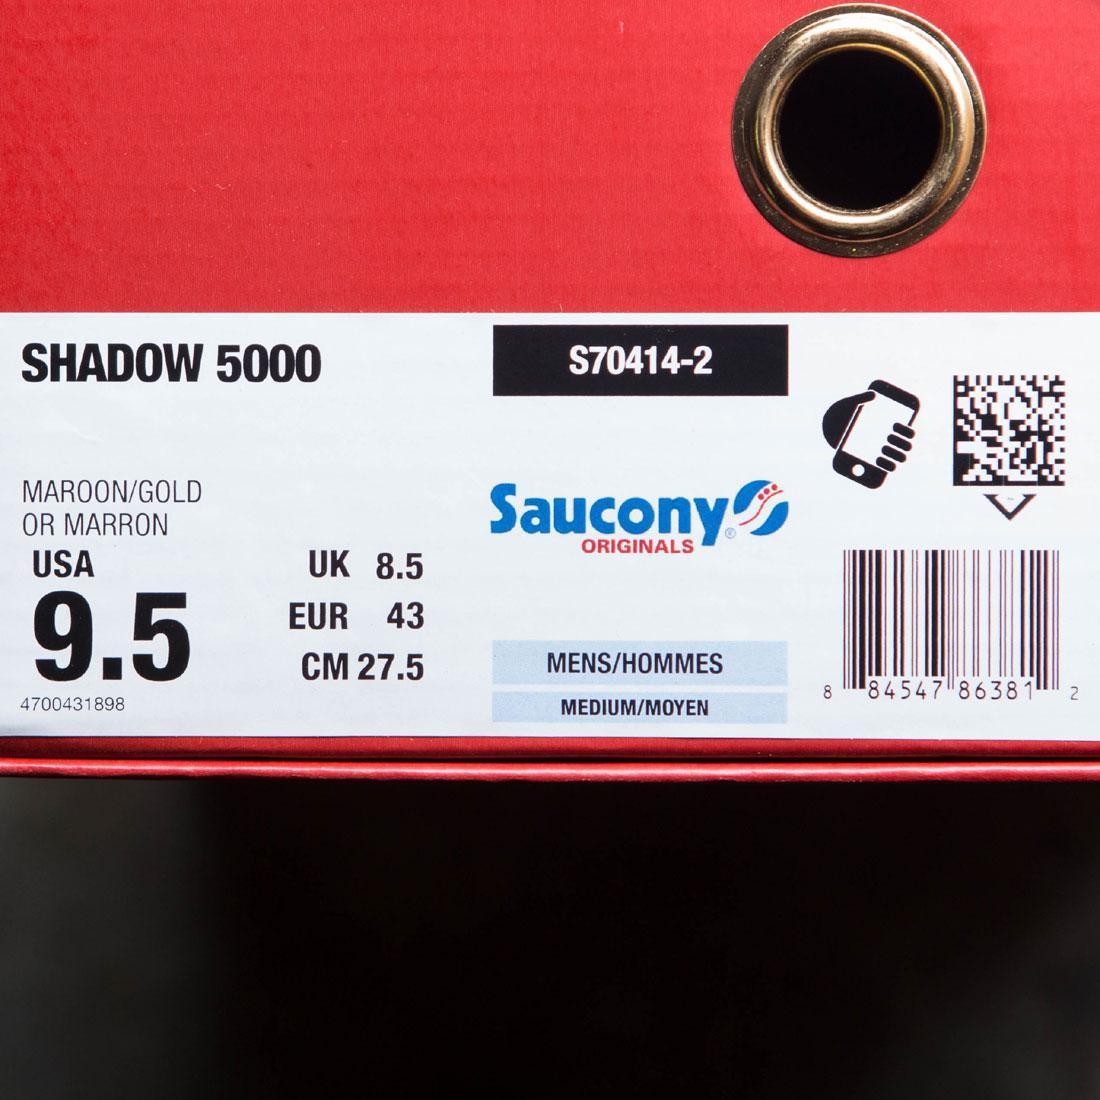 SHADOW 5000
S70414-2
MAROON/GOLD
OR MARRON
Saucony®
ORIGINALS
USA
9.5
UK 8.5
EUR 43
CM 27.5
MENS/HOMMES
MEDIUM/MOYEN
4700431898
8 84547 86381 2